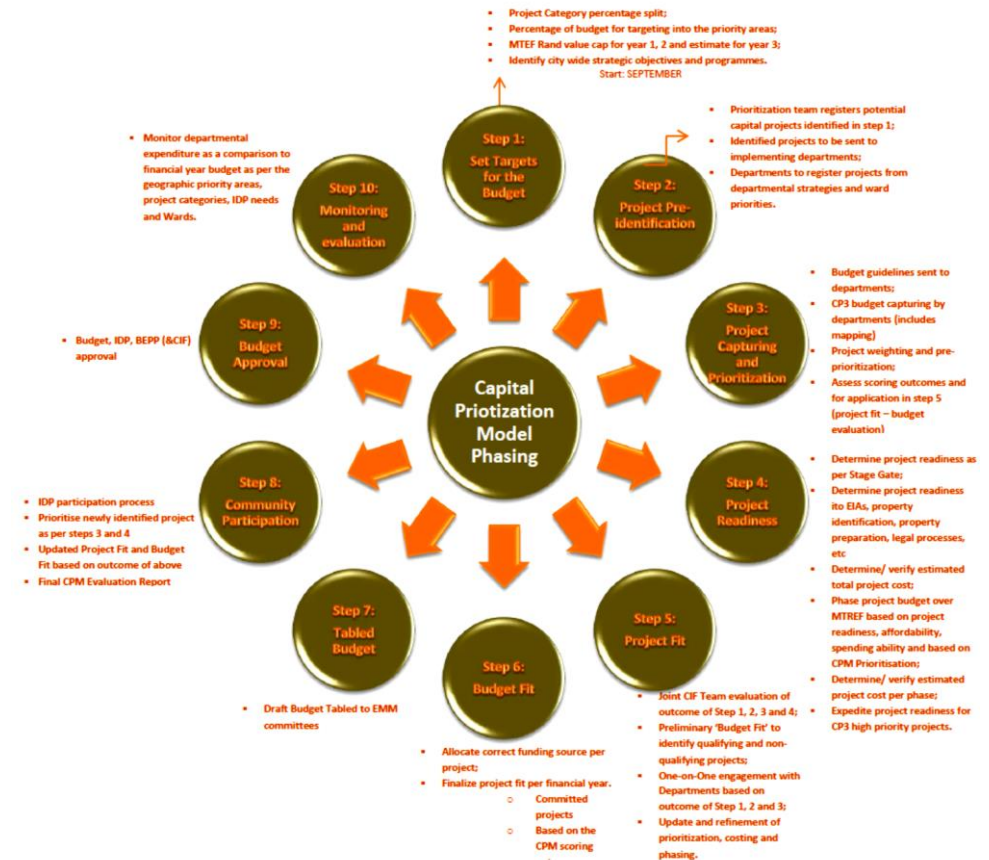 ▪ Project Category percentage split;
▪ Percentage of budget for targeting into the priority areas;
▪ MTEF Rand value cap for year 1, 2 and estimate for year 3;
▪ Identify city wide strategic objectives and programmes.
Start: SEPTEMBER
Step 1:
Set Targets
for the
Budget
▪ Prioritization team registers potential
capital projects identified in step 1;
▪ Identified projects to be sent to
implementing departments;
▪ Departments to register projects from
departmental strategies and ward
priorities.
Step 2:
Project Pre-
identification
▪ Budget guidelines sent to
departments;
▪ CP3 budget capturing by
departments (includes
mapping)
▪ Project weighting and pre-
prioritization;
▪ Assess scoring outcomes and
for application in step 5
(project fit – budget
evaluation)
Step 3:
Project
Capturing
and
Prioritization
▪ Determine project readiness as
per Stage Gate;
▪ Determine project readiness
ito EIAs, property
identification, property
preparation, legal processes,
etc
▪ Determine/ verify estimated
total project cost;
▪ Phase project budget over
MTREF based on project
readiness, affordability,
spending ability and based on
CPM Prioritisation;
▪ Determine/ verify estimated
project cost per phase;
▪ Expedite project readiness for
CP3 high priority projects.
Step 4:
Project
Readiness
Step 5:
Project Fit
▪ Joint CIF Team evaluation of
outcome of Step 1, 2, 3 and 4;
▪ Preliminary ‘Budget Fit’ to
identify qualifying and non-
qualifying projects;
▪ One-on-One engagement with
Departments based on
outcome of Step 1, 2 and 3;
▪ Update and refinement of
prioritization, costing and
phasing.
Step 6:
Budget Fit
▪ Allocate correct funding source per
project;
▪ Finalize project fit per financial year.
o Committed
projects
o Based on the
CPM scoring
Step 7:
Tabled
Budget
▪ Draft Budget Tabled to EMM
committees
Step 8:
Community
Participation
▪ IDP participation process
▪ Prioritise newly identified project
as per steps 3 and 4
▪ Updated Project Fit and Budget
Fit based on outcome of above
▪ Final CPM Evaluation Report
Step 9:
Budget
Approval
▪ Budget, IDP, BEPP (&CIF)
approval
Step 10:
Monitoring
and
evaluation
▪ Monitor departmental
expenditure as a comparison to
financial year budget as per the
geographic priority areas,
project categories, IDP needs
and Wards.
Capital
Priotization
Model
Phasing